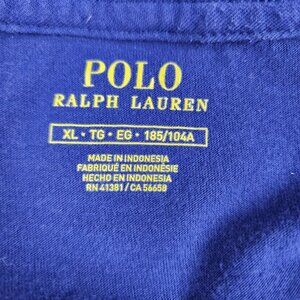 POLO
RALPH LAUREN
XL • TG • EG • 185/104A
MADE IN INDONESIA
FABRIQUÉ EN INDONÉSIE
HECHO EN INDONESIA
RN 41381 / CA 56658